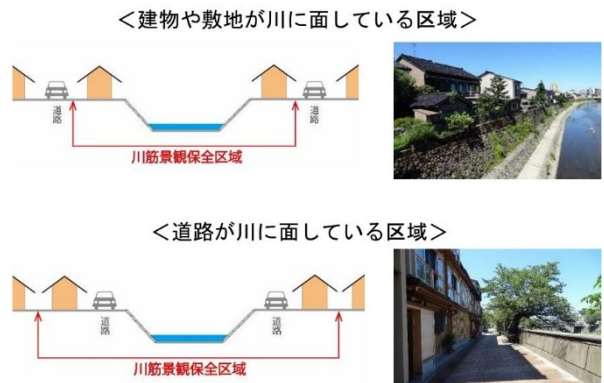 ＜建物や敷地が川に面している区域＞
道路
道路
川筋景観保全区域
＜道路が川に面している区域＞
道路
道路
川筋景観保全区域